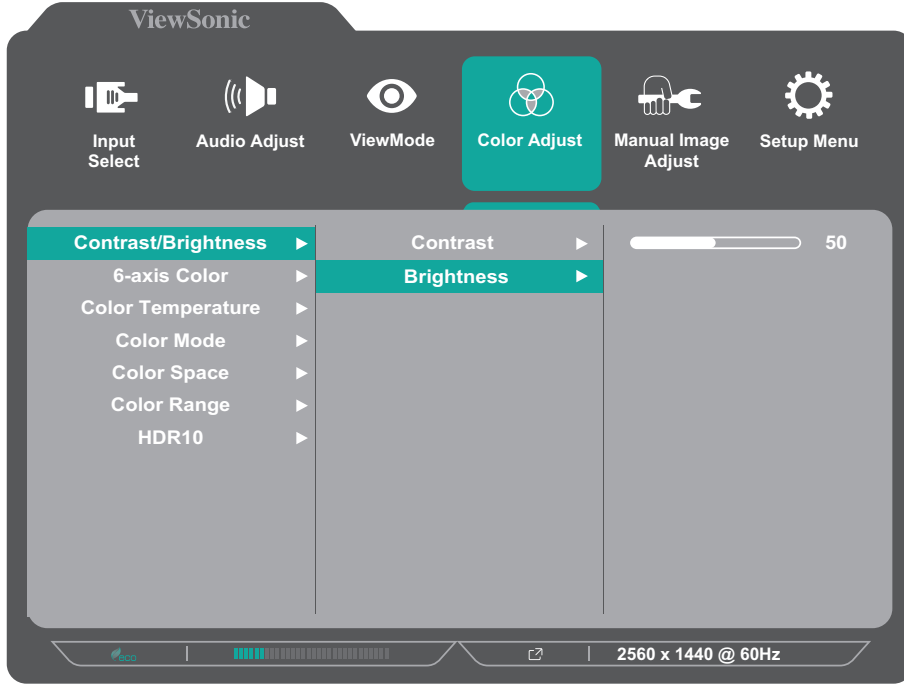 ViewSonic
Input
Select
Audio Adjust
ViewMode
Color Adjust
Manual Image
Adjust
Setup Menu
Contrast/Brightness
6-axis Color
Color Temperature
Color Mode
Color Space
Color Range
HDR10
Contrast
Brightness
50
eco
2560 x 1440 @ 60Hz